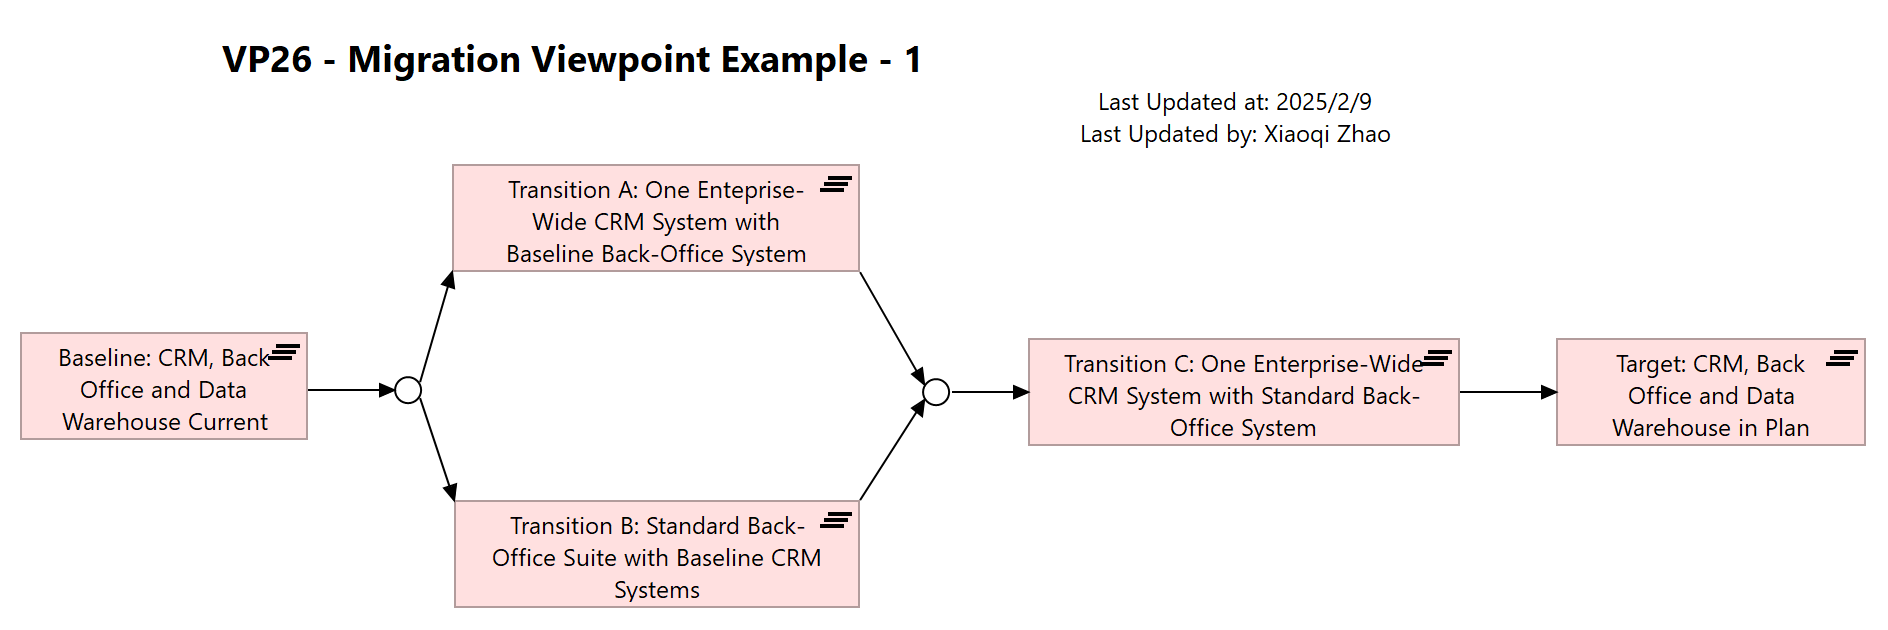 VP26 - Migration Viewpoint Example - 1
Last Updated at: 2025/2/9
Last Updated by: Xiaoqi Zhao
Transition A: One Enteprise-
Wide CRM System with
Baseline Back-Office System
Baseline: CRM, Back
Office and Data
Warehouse Current
Transition C: One Enterprise-Wide
CRM System with Standard Back-
Office System
Target: CRM, Back
Office and Data
Warehouse in Plan
Transition B: Standard Back-
Office Suite with Baseline CRM
Systems